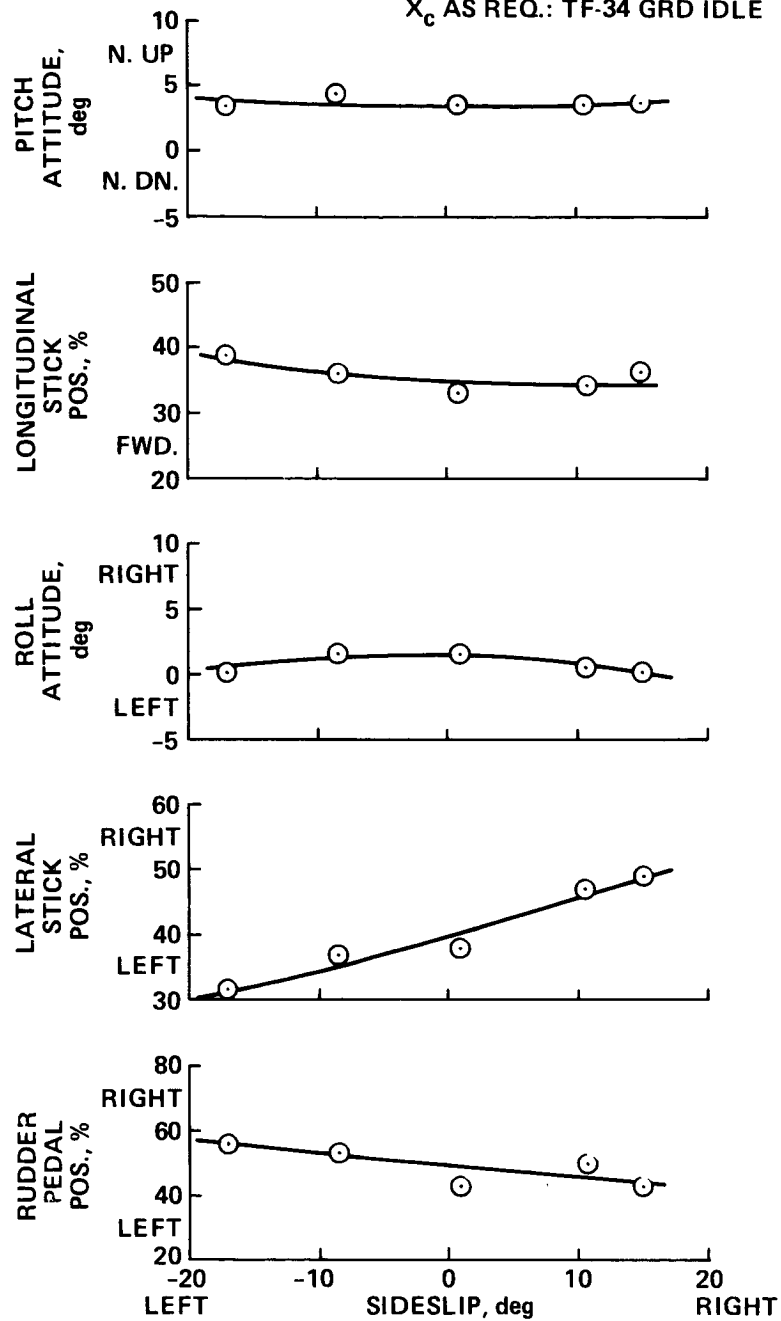 X_c AS REQ.: TF-34 GRD IDLE
PITCH
ATTITUDE,
deg
10
N. UP
5
0
N. DN.
−5
LONGITUDINAL
STICK
POS., %
50
40
30
FWD.
20
ROLL
ATTITUDE,
deg
10
RIGHT
5
0
LEFT
−5
LATERAL
STICK
POS., %
60
RIGHT
50
40
LEFT
30
RUDDER
PEDAL
POS., %
80
RIGHT
60
40
LEFT
20
−20 −10 0 10 20
LEFT SIDESLIP, deg RIGHT